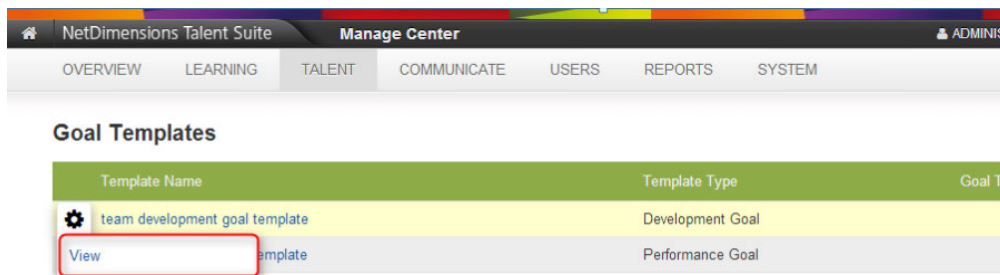 NetDimensions Talent Suite Manage Center ADMINIS
OVERVIEW LEARNING TALENT COMMUNICATE USERS REPORTS SYSTEM
Goal Templates
Template Name Template Type Goal T
team development goal template Development Goal
View emplate Performance Goal